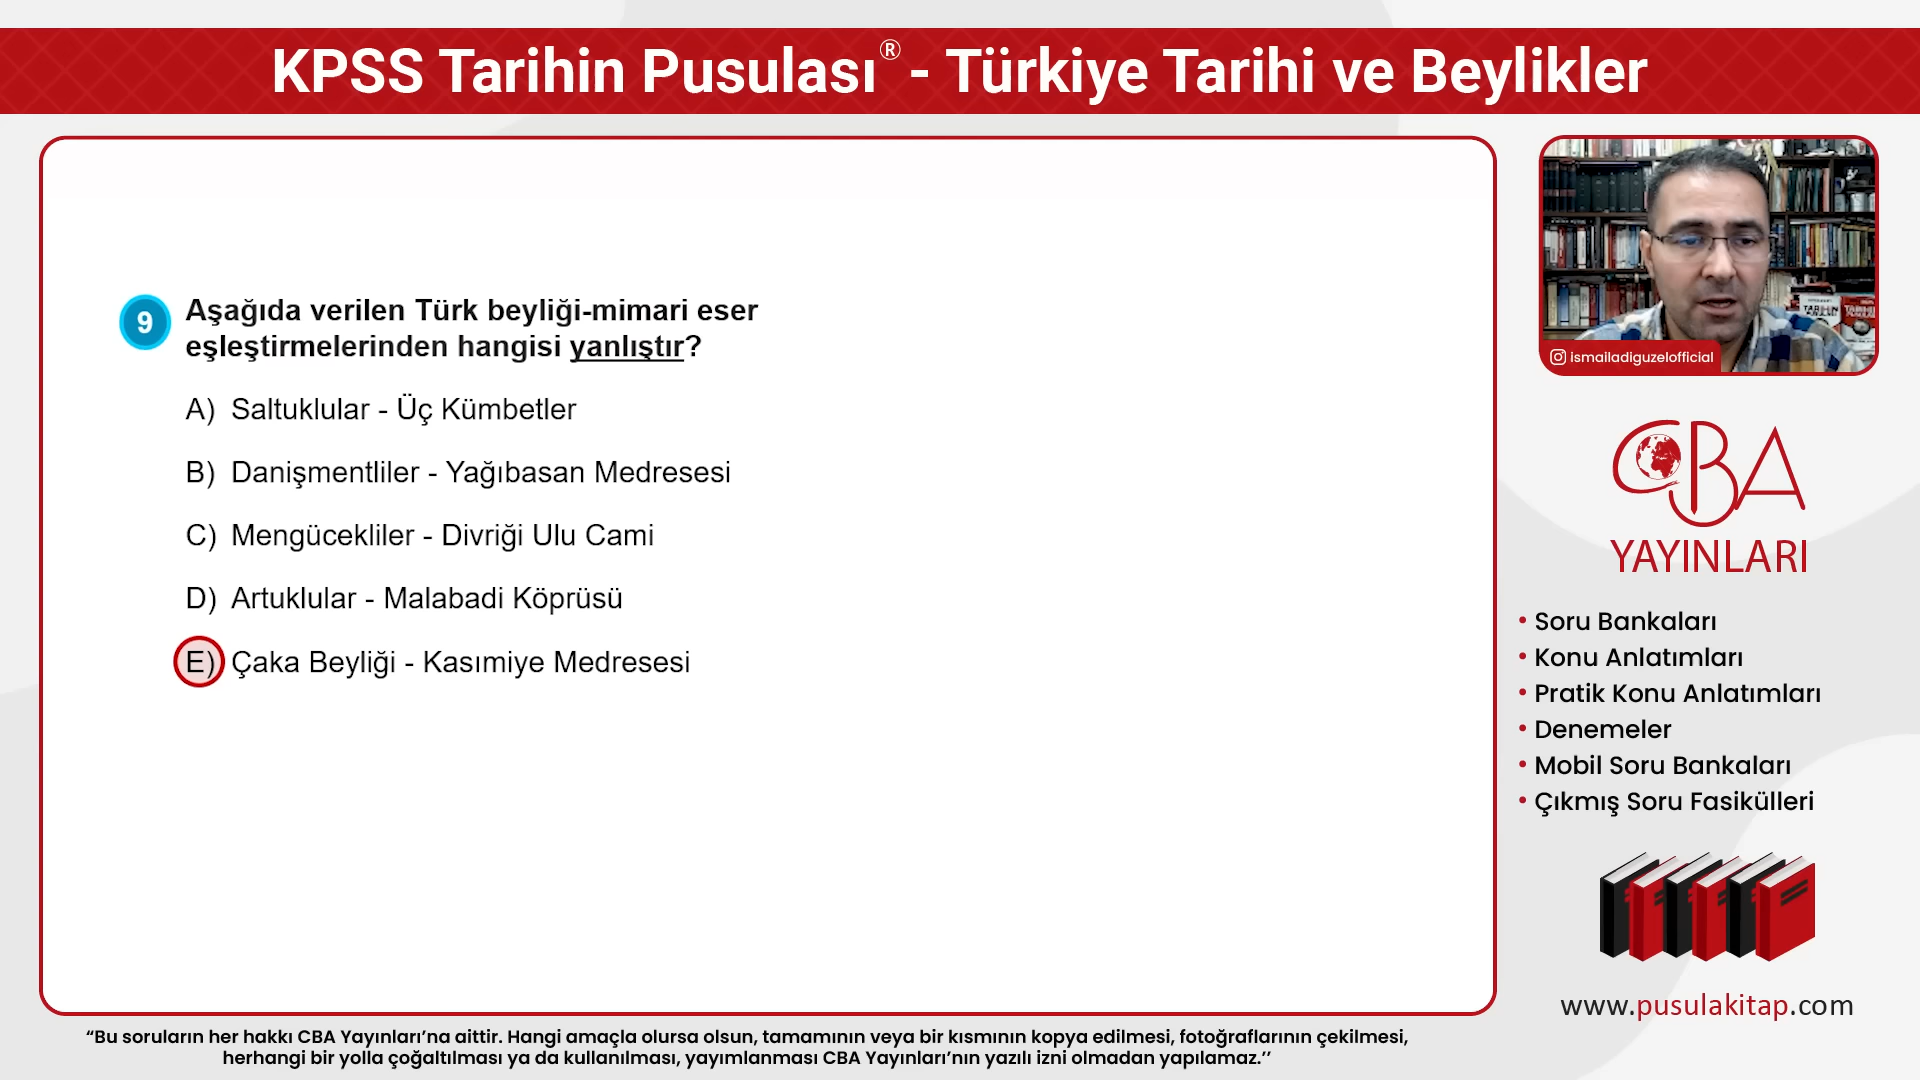 KPSS Tarihin Pusulası® - Türkiye Tarihi ve Beylikler
9
Aşağıda verilen Türk beyliği-mimari eser
eşleştirmelerinden hangisi yanlıştır?
A) Saltuklular - Üç Kümbetler
B) Danişmentliler - Yağıbasan Medresesi
C) Mengücekliler - Divriği Ulu Cami
D) Artuklular - Malabadi Köprüsü
E) Çaka Beyliği - Kasımiye Medresesi
ismailadiguzelofficial
CBA
YAYINLARI
• Soru Bankaları
• Konu Anlatımları
• Pratik Konu Anlatımları
• Denemeler
• Mobil Soru Bankaları
• Çıkmış Soru Fasikülleri
www.pusulakitap.com
“Bu soruların her hakkı CBA Yayınları’na aittir. Hangi amaçla olursa olsun, tamamının veya bir kısmının kopya edilmesi, fotoğraflarının çekilmesi,
herhangi bir yolla çoğaltılması ya da kullanılması, yayımlanması CBA Yayınları’nın yazılı izni olmadan yapılamaz.’’